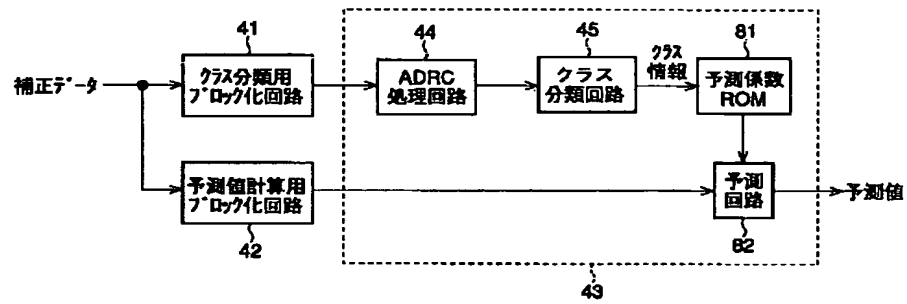 41
44
45
81
補正データ
クラス分類用
ブロック化回路
ADRC
処理回路
クラス
分類回路
クラス
情報
予測係数
ROM
予測値計算用
ブロック化回路
予測
回路
予測値
42
82
43